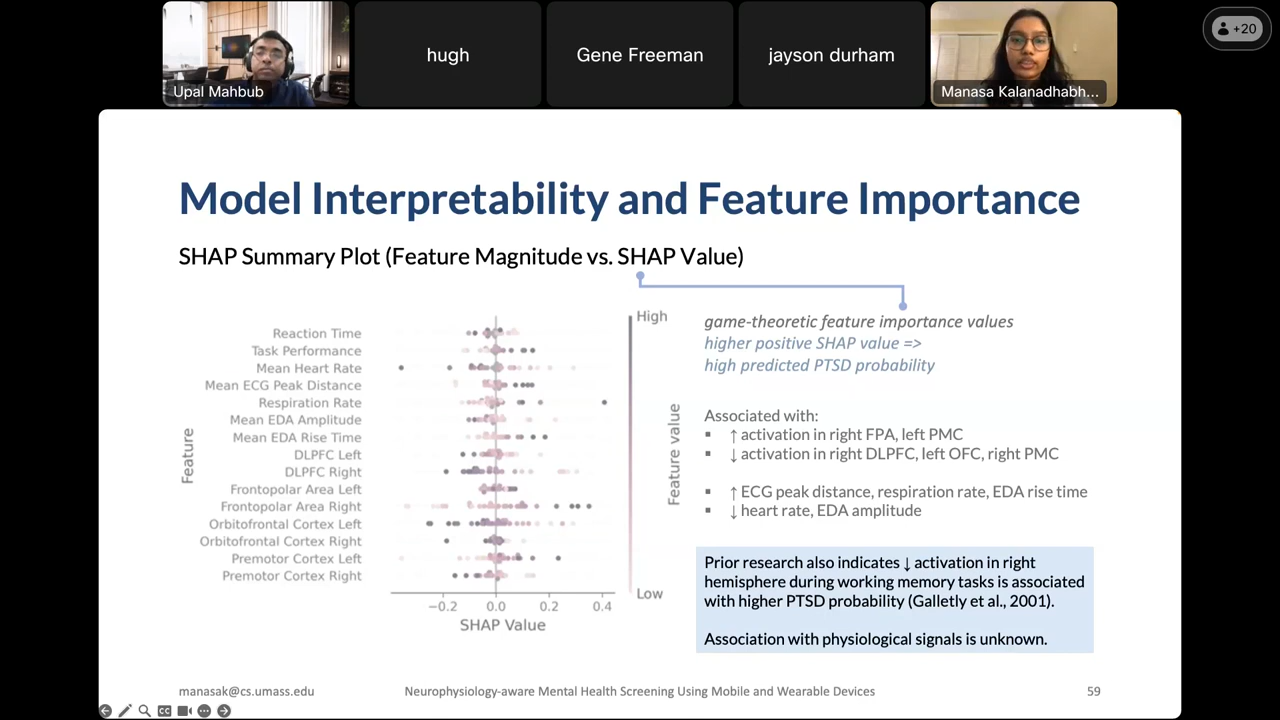 hugh
Gene Freeman
jayson durham
+20
Upal Mahbub
Manasa Kalanadhabh...
Model Interpretability and Feature Importance
SHAP Summary Plot (Feature Magnitude vs. SHAP Value)
Feature
Reaction Time
Task Performance
Mean Heart Rate
Mean ECG Peak Distance
Respiration Rate
Mean EDA Amplitude
Mean EDA Rise Time
DLPFC Left
DLPFC Right
Frontopolar Area Left
Frontopolar Area Right
Orbitofrontal Cortex Left
Orbitofrontal Cortex Right
Premotor Cortex Left
Premotor Cortex Right
−0.2 0.0 0.2 0.4
SHAP Value
High
Feature value
Low
game-theoretic feature importance values
higher positive SHAP value =>
high predicted PTSD probability
Associated with:
▪ ↑ activation in right FPA, left PMC
▪ ↓ activation in right DLPFC, left OFC, right PMC
▪ ↑ ECG peak distance, respiration rate, EDA rise time
▪ ↓ heart rate, EDA amplitude
Prior research also indicates ↓ activation in right
hemisphere during working memory tasks is associated
with higher PTSD probability (Galletly et al., 2001).
Association with physiological signals is unknown.
manasak@cs.umass.edu
Neurophysiology-aware Mental Health Screening Using Mobile and Wearable Devices
59
CC